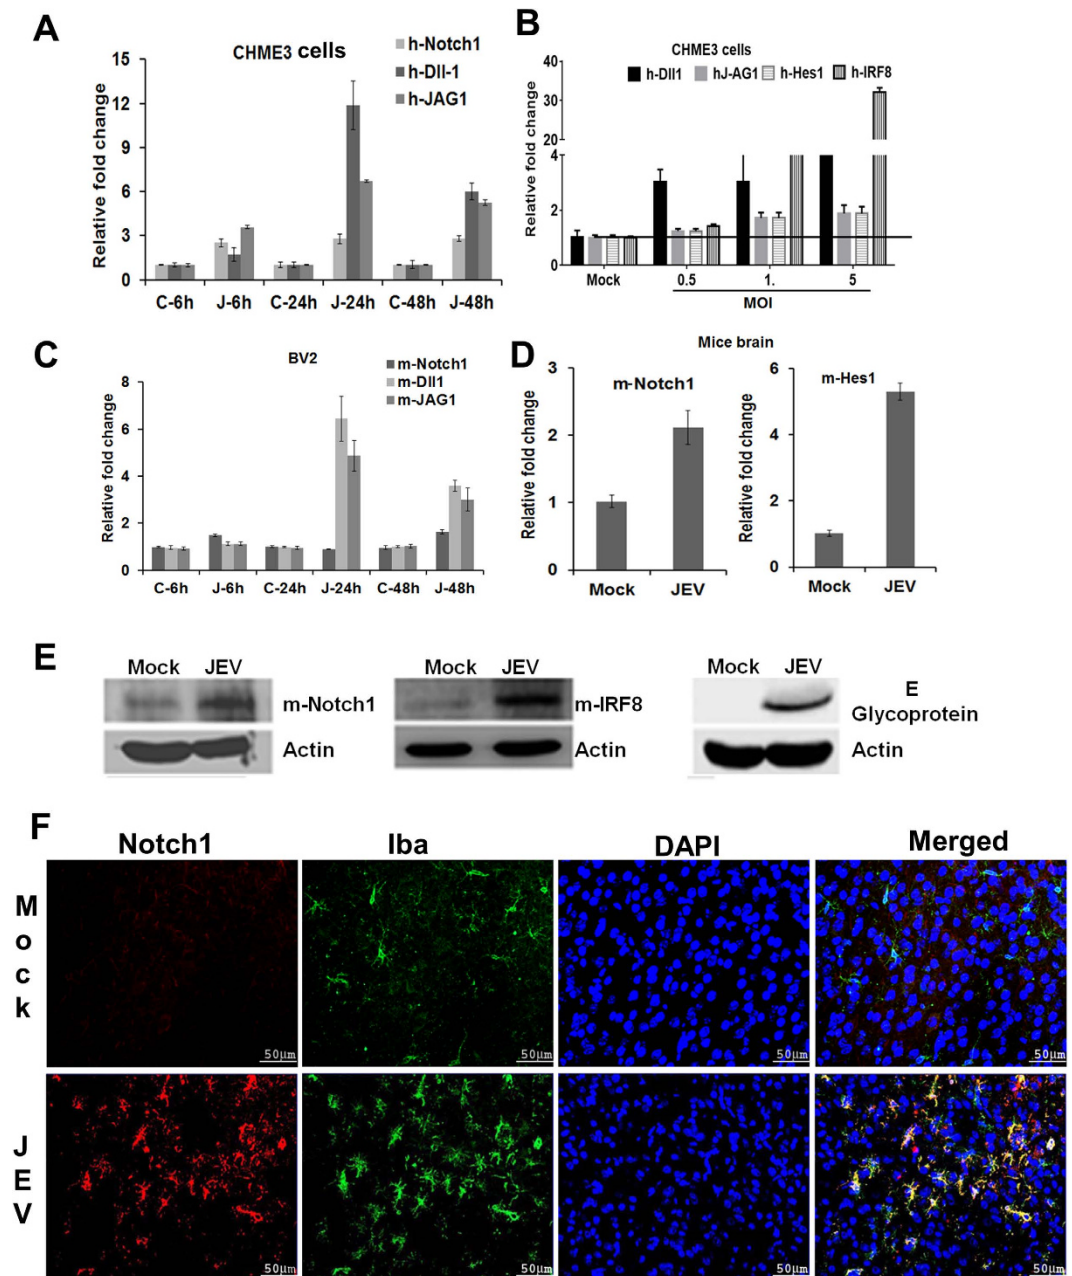 A
CHME3 cells
h-Notch1
h-Dll-1
h-JAG1
Relative fold change
15
12
9
6
3
0
C-6h J-6h C-24h J-24h C-48h J-48h
B
CHME3 cells
h-Dll1 hJ-AG1 h-Hes1 h-IRF8
Relative fold change
40
30
20
4
2
0
Mock 0.5 1. 5
MOI
C
BV2
m-Notch1
m-Dll1
m-JAG1
Relative fold change
8
6
4
2
0
C-6h J-6h C-24h J-24h C-48h J-48h
D
Mice brain
m-Notch1
Relative fold change
3
2
1
0
Mock JEV
m-Hes1
Relative fold change
6
4
2
0
Mock JEV
E
Mock JEV
m-Notch1
Actin
Mock JEV
m-IRF8
Actin
Mock JEV
E
Glycoprotein
Actin
F
Notch1 Iba DAPI Merged
Mock
50µm 50µm 50µm 50µm
JEV
50µm 50µm 50µm 50µm